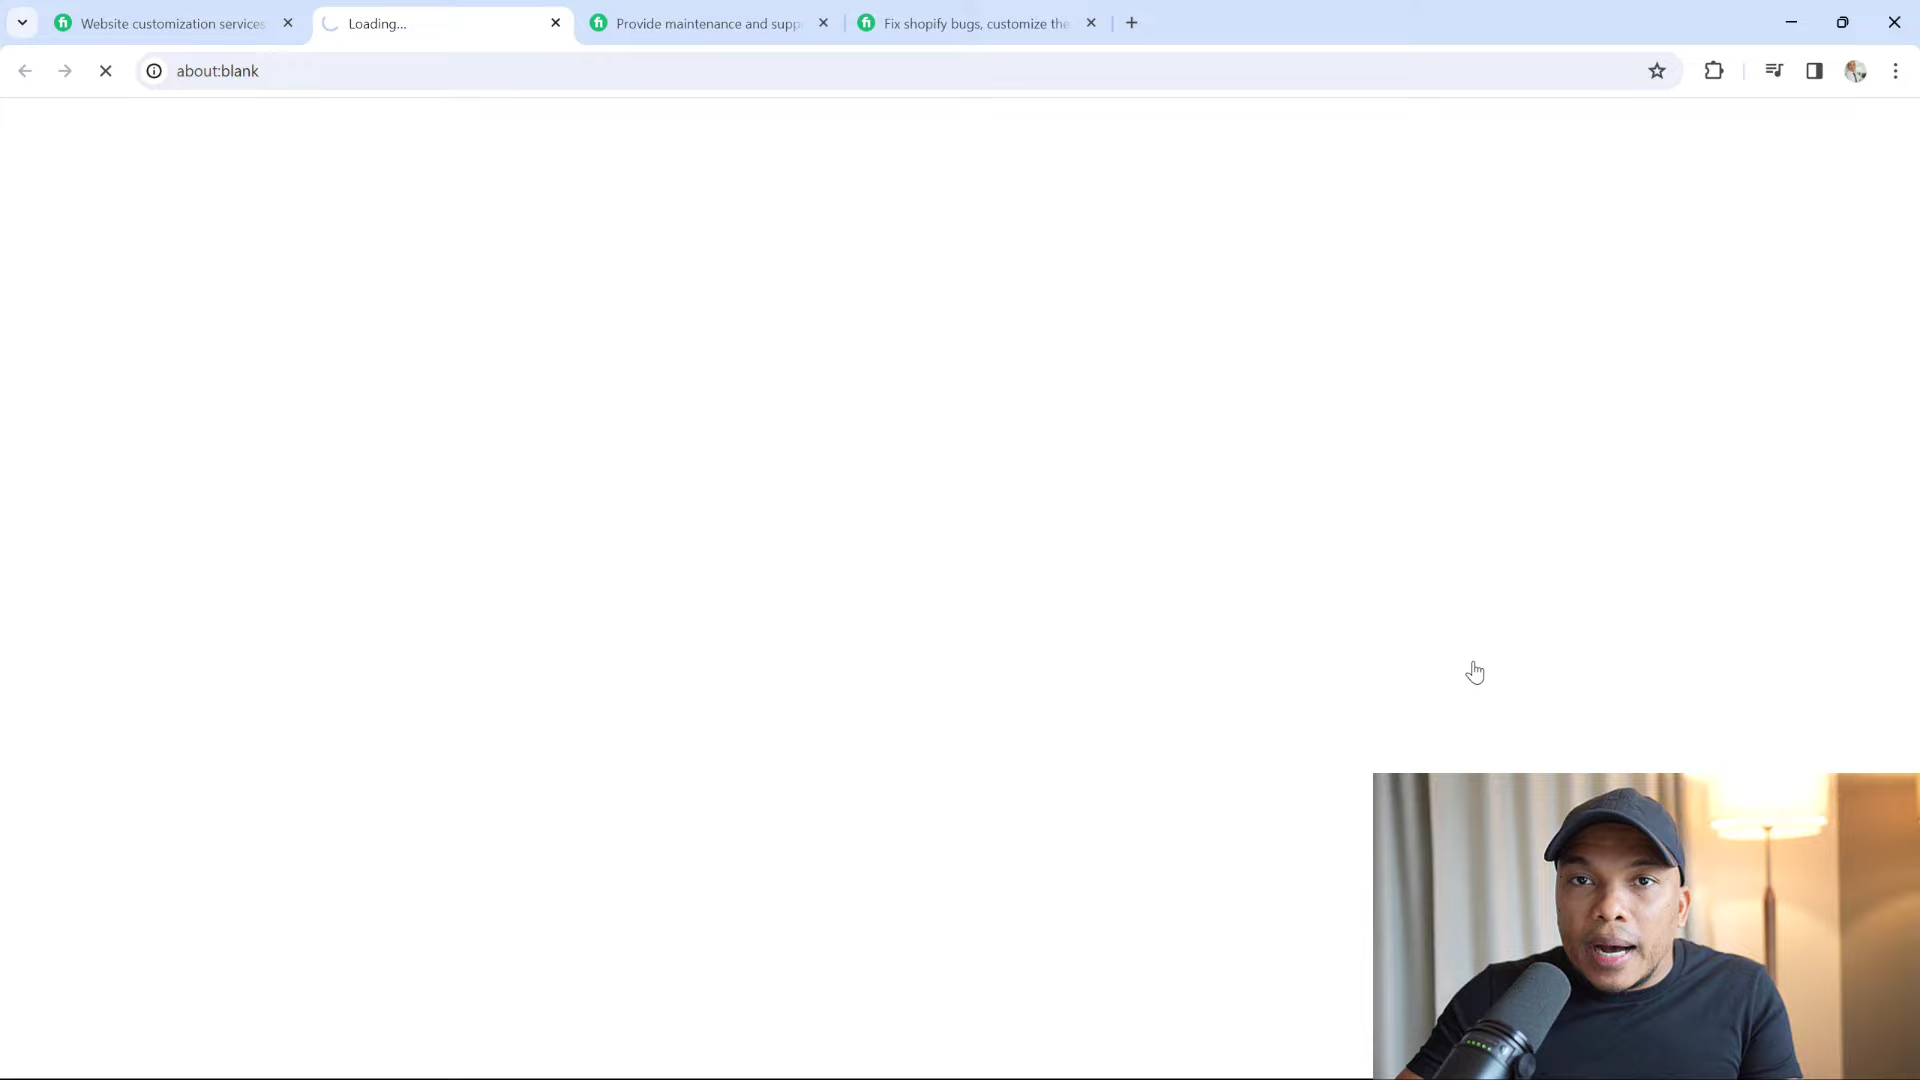 Website customization services
Loading...
Provide maintenance and supp
Fix shopify bugs, customize the
about:blank